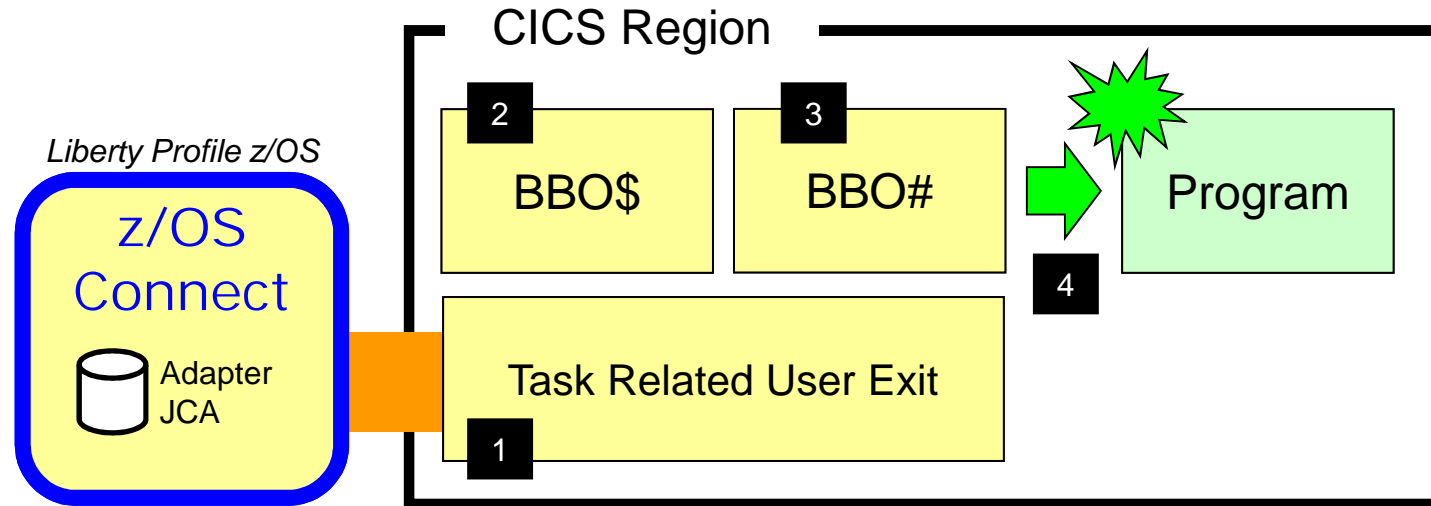 CICS Region
2
3
Liberty Profile z/OS
BBO$
BBO#
Program
z/OS
Connect
4
Adapter
JCA
Task Related User Exit
1